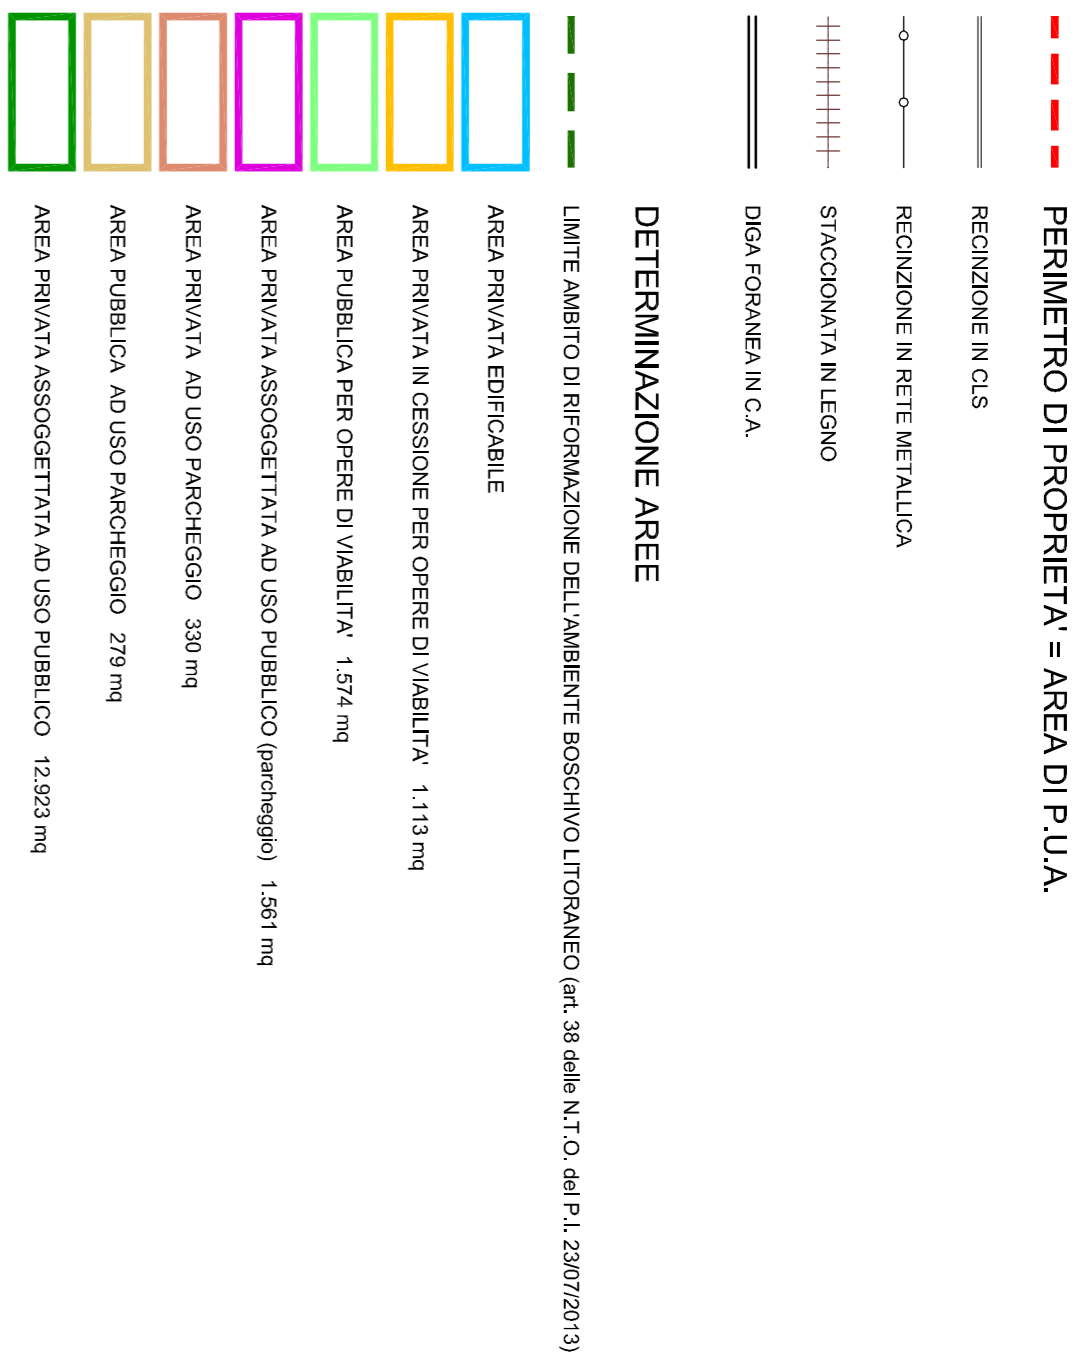 PERIMETRO DI PROPRIETA' = AREA DI P.U.A.
RECINZIONE IN CLS
RECINZIONE IN RETE METALLICA
STACCIONATA IN LEGNO
DIGA FORANEA IN C.A.
DETERMINAZIONE AREE
LIMITE AMBITO DI RIFORMAZIONE DELL'AMBIENTE BOSCHIVO LITORANEO (art. 38 delle N.T.O. del P.I. 23/07/2013)
AREA PRIVATA EDIFICABILE
AREA PRIVATA IN CESSIONE PER OPERE DI VIABILITA' 1.113 mq
AREA PUBBLICA PER OPERE DI VIABILITA' 1.574 mq
AREA PRIVATA ASSOGGETTATA AD USO PUBBLICO (parcheggio) 1.561 mq
AREA PRIVATA AD USO PARCHEGGIO 330 mq
AREA PUBBLICA AD USO PARCHEGGIO 279 mq
AREA PRIVATA ASSOGGETTATA AD USO PUBBLICO 12.923 mq